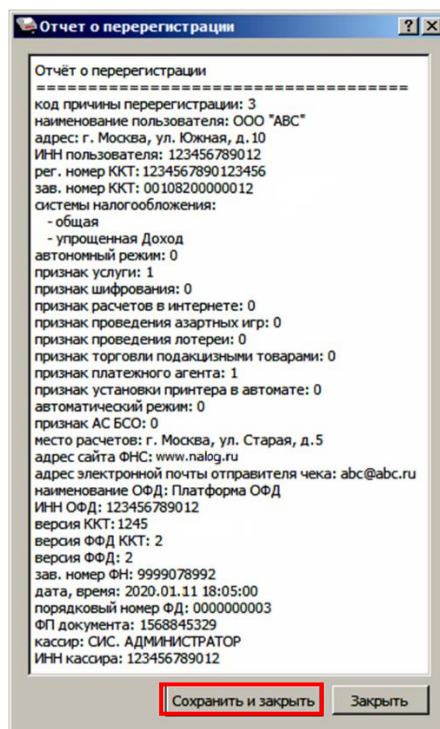 Отчет о перерегистрации
Отчёт о перерегистрации
====================================
код причины перерегистрации: 3
наименование пользователя: ООО "АВС"
адрес: г. Москва, ул. Южная, д.10
ИНН пользователя: 123456789012
рег. номер ККТ: 1234567890123456
зав. номер ККТ: 00108200000012
системы налогообложения:
- общая
- упрощенная Доход
автономный режим: 0
признак услуги: 1
признак шифрования: 0
признак расчетов в интернете: 0
признак проведения азартных игр: 0
признак проведения лотереи: 0
признак торговли подакцизными товарами: 0
признак платежного агента: 1
признак установки принтера в автомате: 0
автоматический режим: 0
признак АС БСО: 0
место расчетов: г. Москва, ул. Старая, д.5
адрес сайта ФНС: www.nalog.ru
адрес электронной почты отправителя чека: abc@abc.ru
наименование ОФД: Платформа ОФД
ИНН ОФД: 123456789012
версия ККТ: 1245
версия ФФД ККТ: 2
версия ФФД: 2
зав. номер ФН: 9999078992
дата, время: 2020.01.11 18:05:00
порядковый номер ФД: 0000000003
ФП документа: 1568845329
кассир: СИС. АДМИНИСТРАТОР
ИНН кассира: 123456789012
Сохранить и закрыть Закрыть